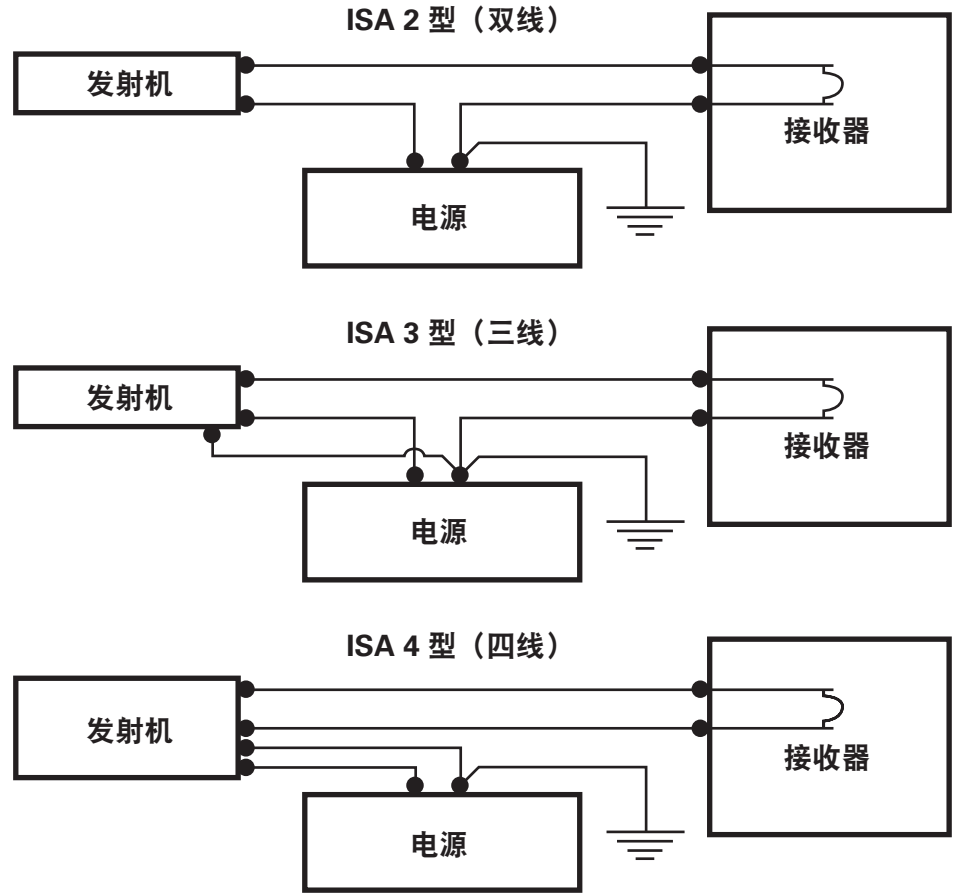 ISA 2 型（双线）
发射机
接收器
电源
ISA 3 型（三线）
发射机
接收器
电源
ISA 4 型（四线）
发射机
接收器
电源